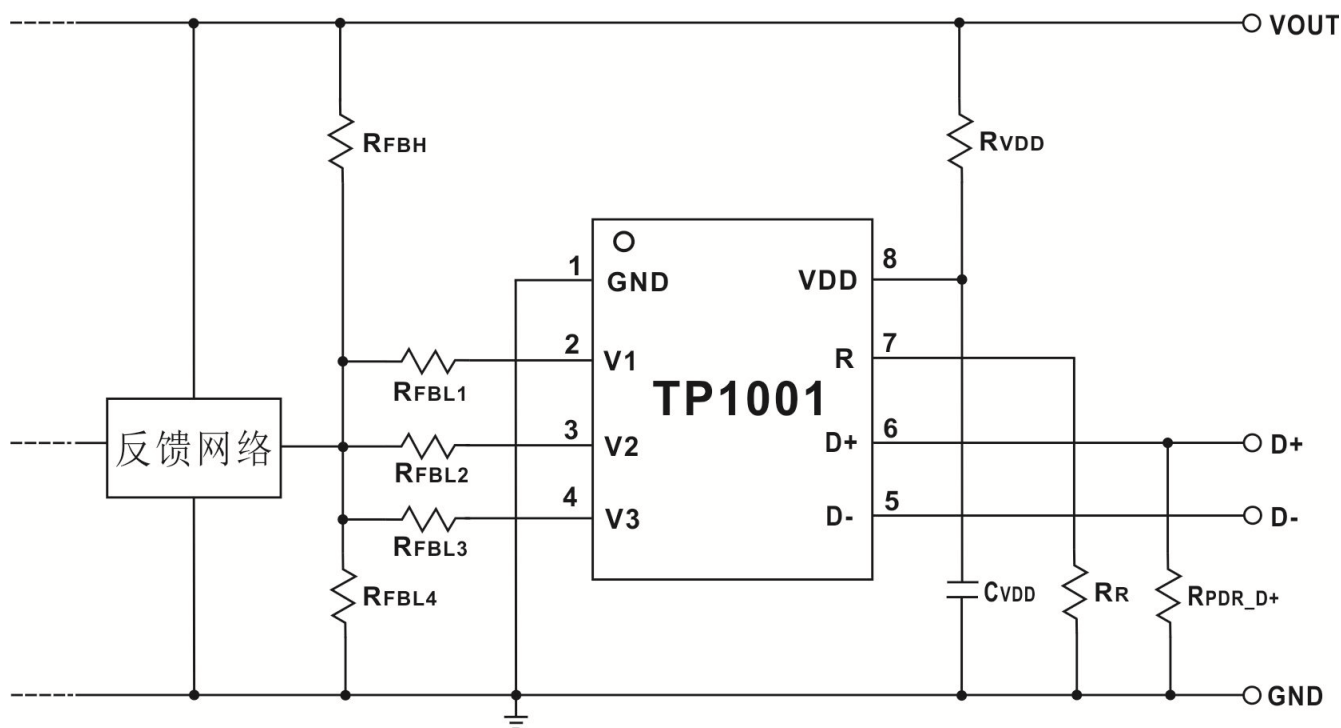 VOUT
RFBH
RVDD
1
GND
VDD
8
2
V1
R
7
RFBL1
TP1001
反馈网络
3
V2
D+
6
D+
RFBL2
4
V3
D-
5
D-
RFBL3
RFBL4
CVDD
RR
RPDR_D+
GND